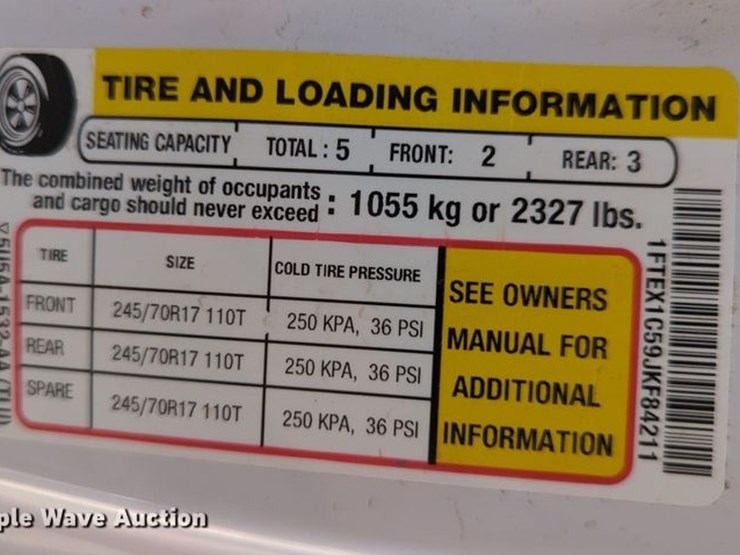 TIRE AND LOADING INFORMATION
SEATING CAPACITY TOTAL : 5 FRONT: 2 REAR: 3
The combined weight of occupants
and cargo should never exceed : 1055 kg or 2327 lbs.
TIRE SIZE COLD TIRE PRESSURE
FRONT 245/70R17 110T 250 KPA, 36 PSI
REAR 245/70R17 110T 250 KPA, 36 PSI
SPARE 245/70R17 110T 250 KPA, 36 PSI
SEE OWNERS
MANUAL FOR
ADDITIONAL
INFORMATION
1FTEX1C59JKF84211
ple Wave Auction